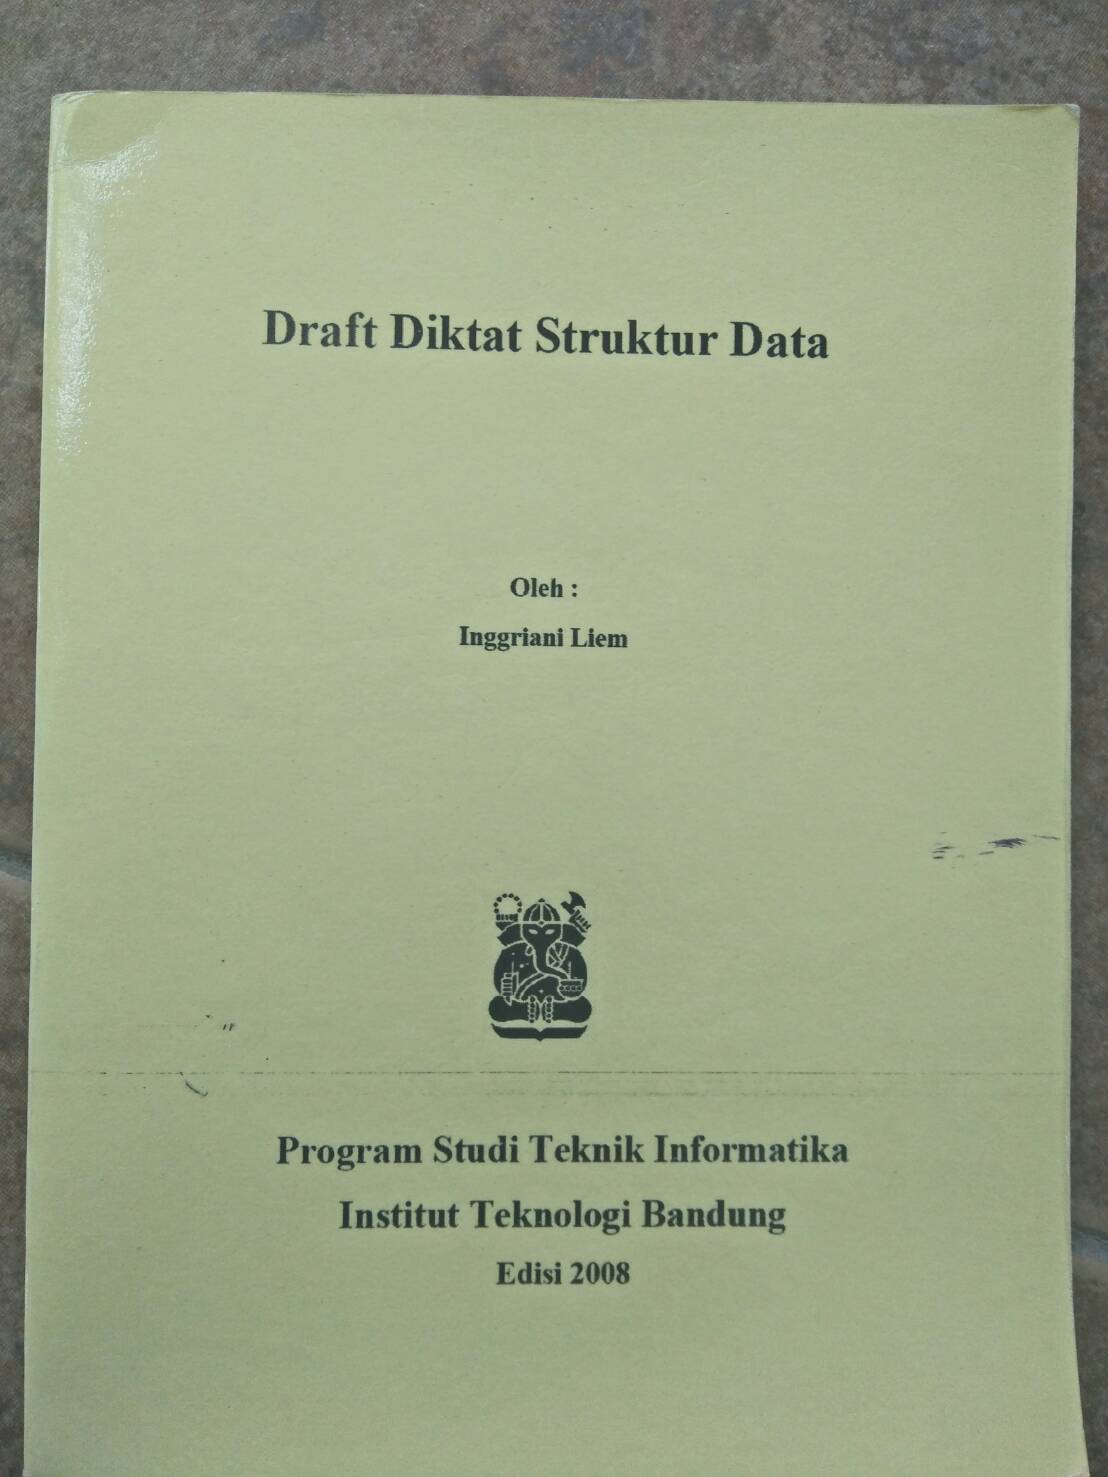 Draft Diktat Struktur Data
Oleh :
Inggriani Liem
Program Studi Teknik Informatika
Institut Teknologi Bandung
Edisi 2008